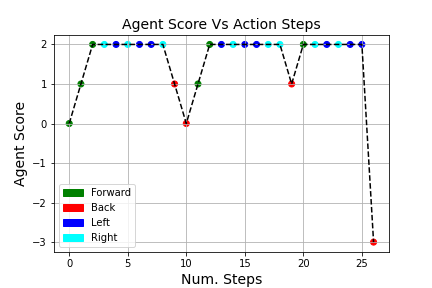 Agent Score Vs Action Steps
Agent Score
2
1
0
−1
−2
−3
Forward
Back
Left
Right
0 5 10 15 20 25
Num. Steps